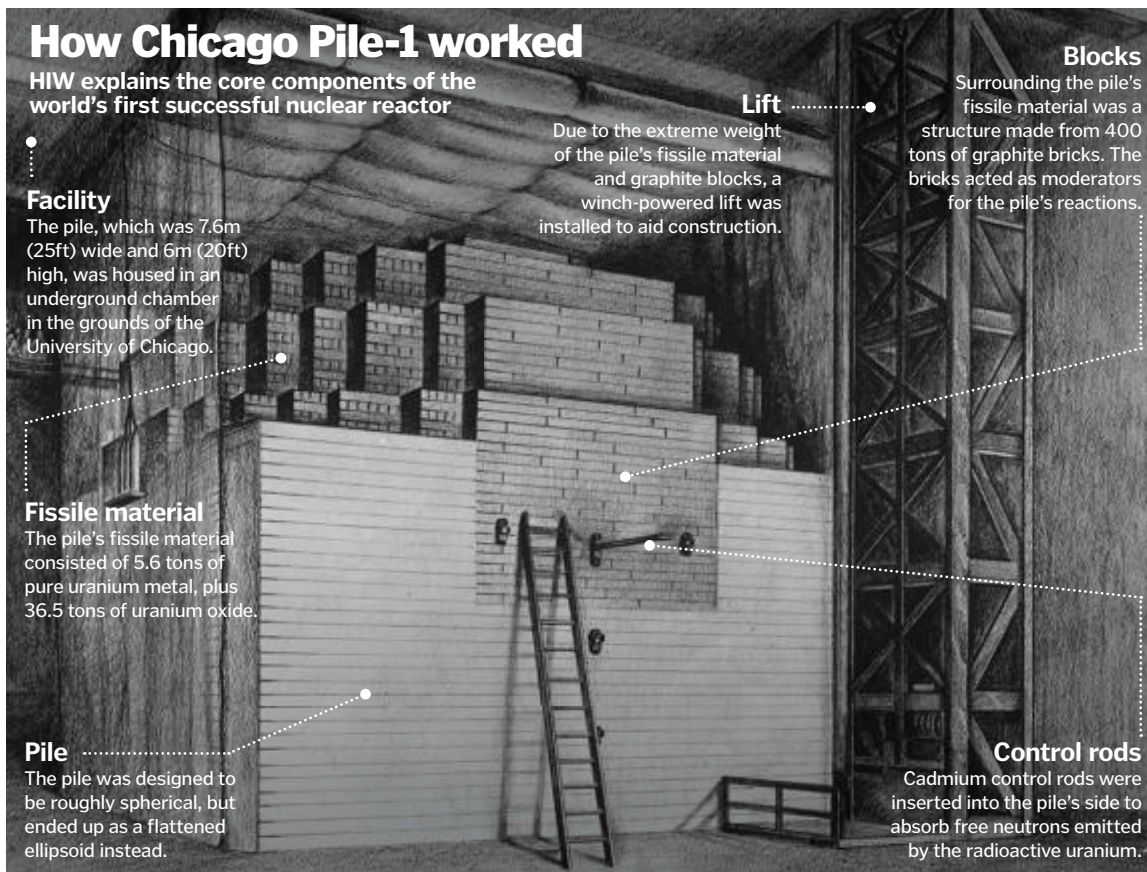 How Chicago Pile-1 worked
HIW explains the core components of the
world's first successful nuclear reactor
Facility
The pile, which was 7.6m
(25ft) wide and 6m (20ft)
high, was housed in an
underground chamber
in the grounds of the
University of Chicago.
Lift
Due to the extreme weight
of the pile's fissile material
and graphite blocks, a
winch-powered lift was
installed to aid construction.
Blocks
Surrounding the pile's
fissile material was a
structure made from 400
tons of graphite bricks. The
bricks acted as moderators
for the pile's reactions.
Fissile material
The pile's fissile material
consisted of 5.6 tons of
pure uranium metal, plus
36.5 tons of uranium oxide.
Pile
The pile was designed to
be roughly spherical, but
ended up as a flattened
ellipsoid instead.
Control rods
Cadmium control rods were
inserted into the pile's side to
absorb free neutrons emitted
by the radioactive uranium.